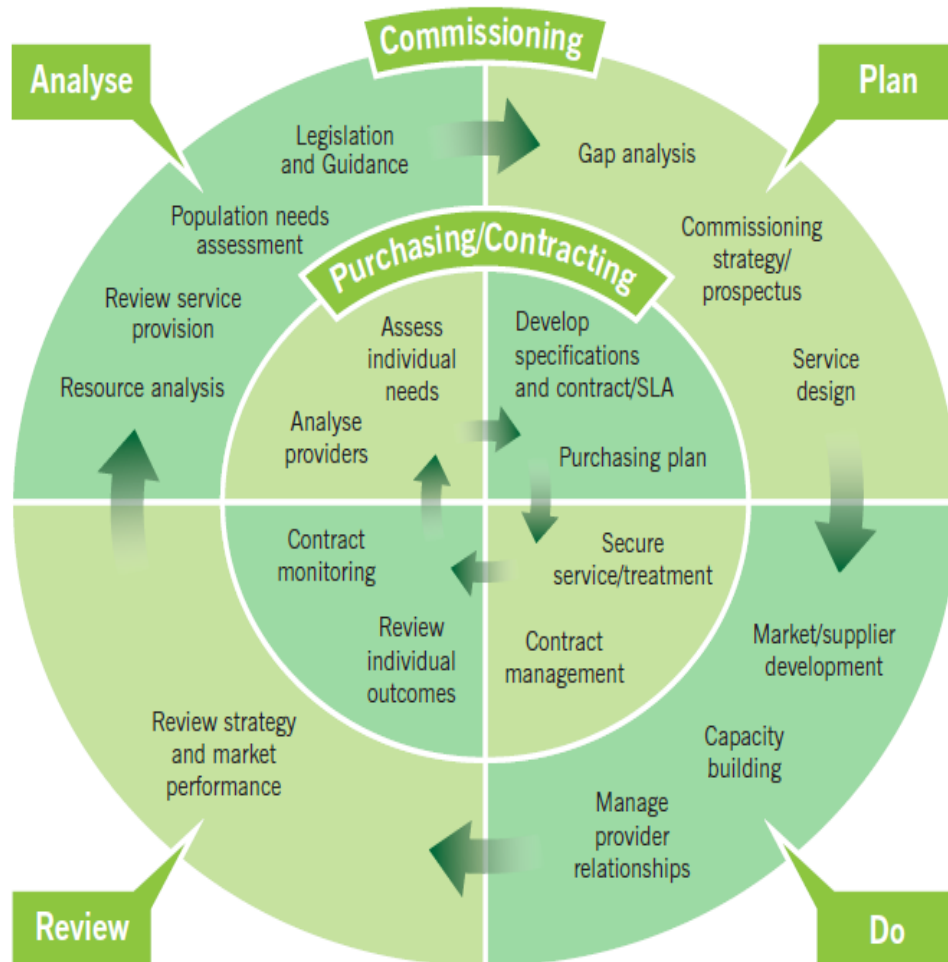 Commissioning
Analyse
Plan
Legislation
and Guidance
Gap analysis
Population needs
assessment
Commissioning
strategy/
prospectus
Review service
provision
Service
design
Resource analysis
Purchasing/Contracting
Assess
individual
needs
Develop
specifications
and contract/SLA
Analyse
providers
Purchasing plan
Contract
monitoring
Secure
service/treatment
Review
individual
outcomes
Contract
management
Market/supplier
development
Capacity
building
Manage
provider
relationships
Review strategy
and market
performance
Review
Do